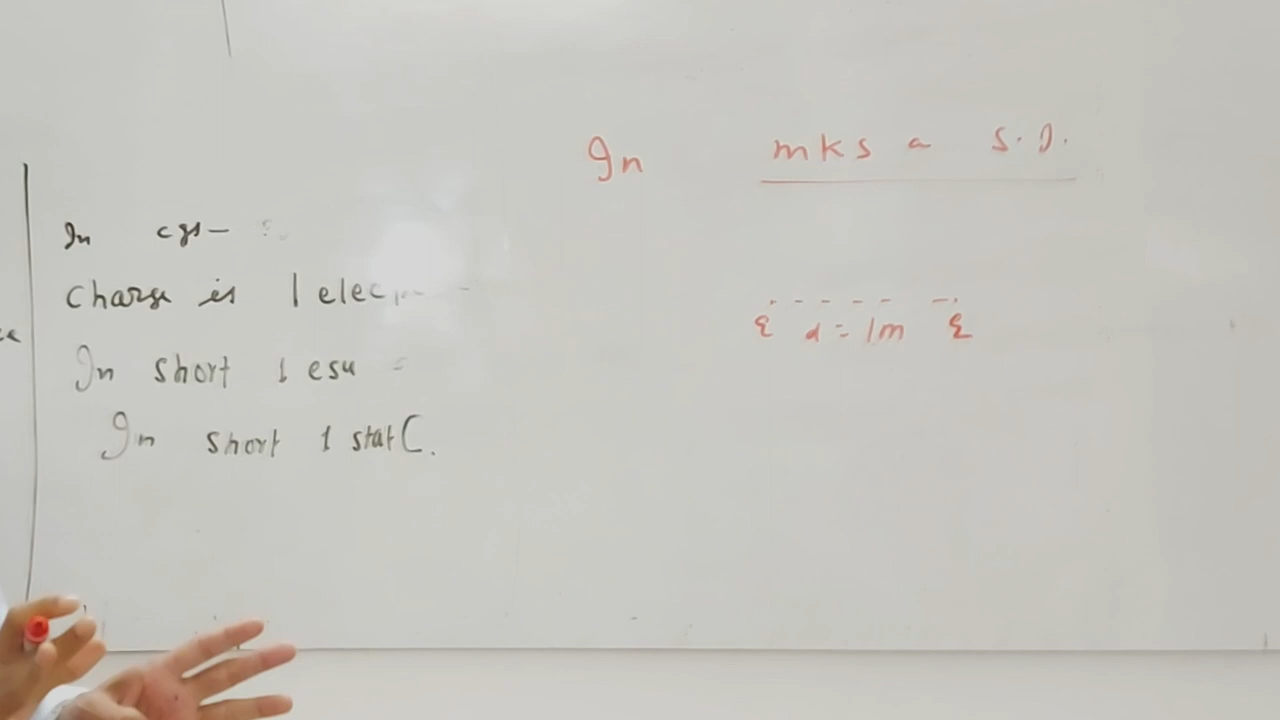 In cgs-
Charge is 1 elec
In short 1 esu =
In short 1 statC.
In mks a S.I.
d = 1m